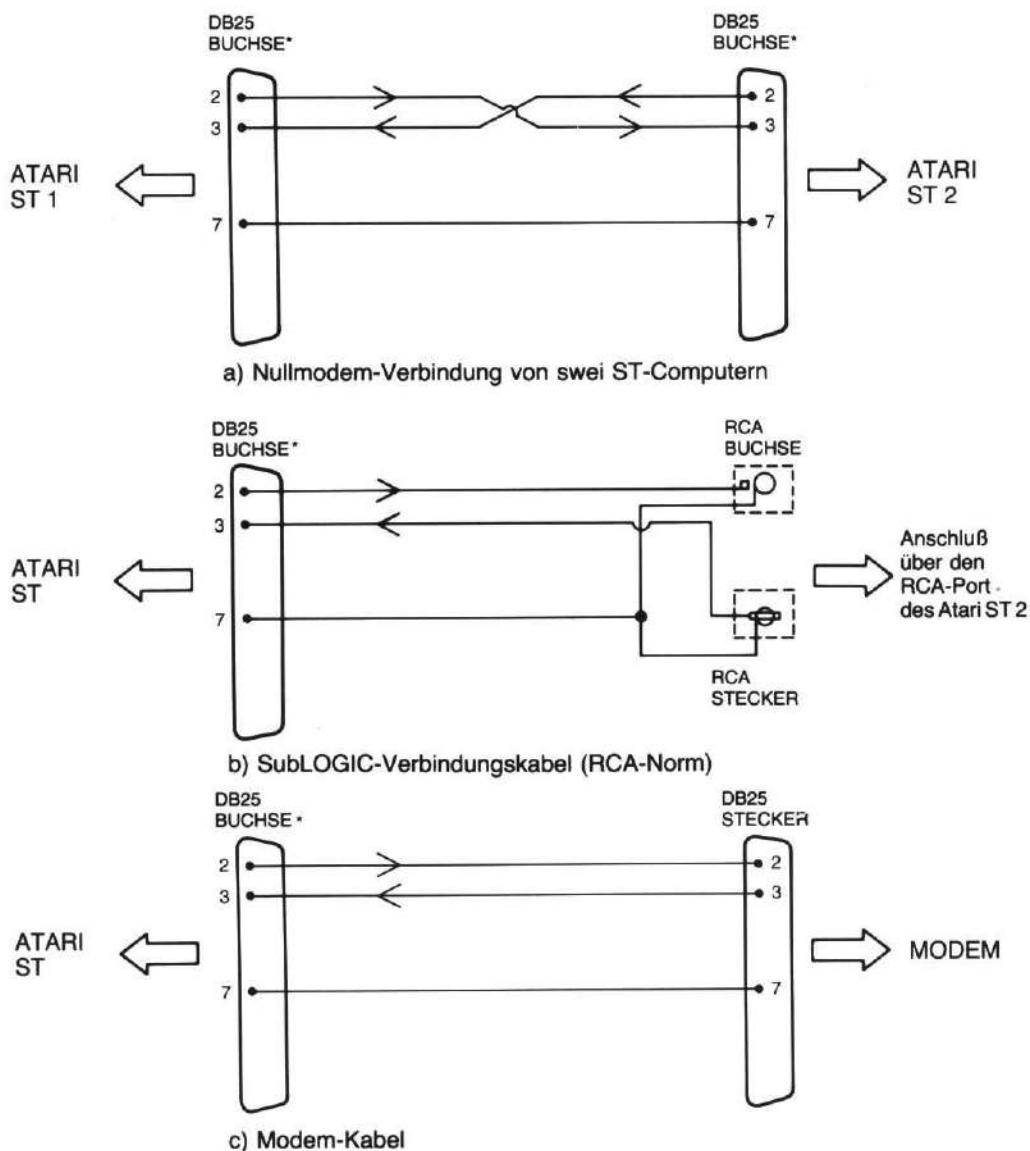 DB25
BUCHSE*
DB25
BUCHSE*
2
2
3
3
ATARI
ST 1
ATARI
ST 2
7
7
a) Nullmodem-Verbindung von swei ST-Computern
DB25
BUCHSE*
RCA
BUCHSE
2
3
ATARI
ST
Anschluß
über den
RCA-Port
des Atari ST 2
7
RCA
STECKER
b) SubLOGIC-Verbindungskabel (RCA-Norm)
DB25
BUCHSE*
DB25
STECKER
2
2
3
3
ATARI
ST
MODEM
7
7
c) Modem-Kabel